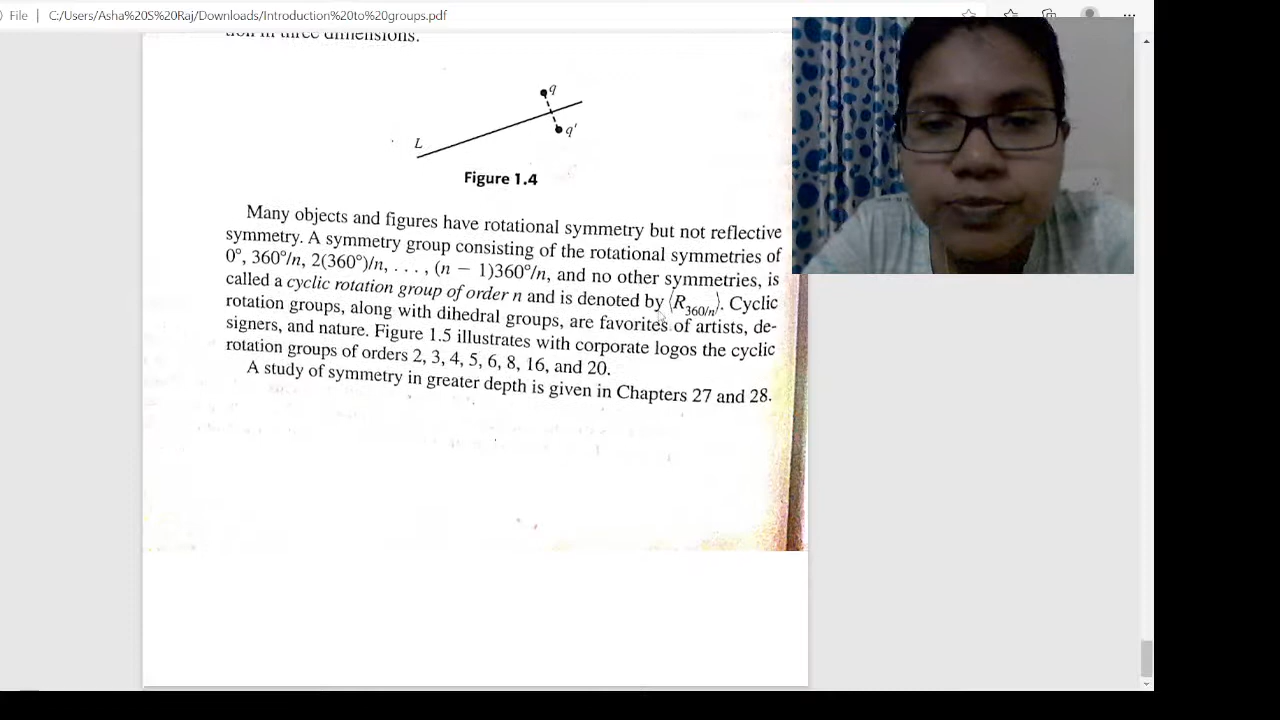 File | C:/Users/Asha%20S%20Raj/Downloads/Introduction%20to%20groups.pdf
tion in three dimensions.
q
L
q'
Figure 1.4
Many objects and figures have rotational symmetry but not reflective
symmetry. A symmetry group consisting of the rotational symmetries of
0°, 360°/n, 2(360°)/n, . . . , (n − 1)360°/n, and no other symmetries, is
called a cyclic rotation group of order n and is denoted by ⟨R360/n⟩. Cyclic
rotation groups, along with dihedral groups, are favorites of artists, de-
signers, and nature. Figure 1.5 illustrates with corporate logos the cyclic
rotation groups of orders 2, 3, 4, 5, 6, 8, 16, and 20.
A study of symmetry in greater depth is given in Chapters 27 and 28.